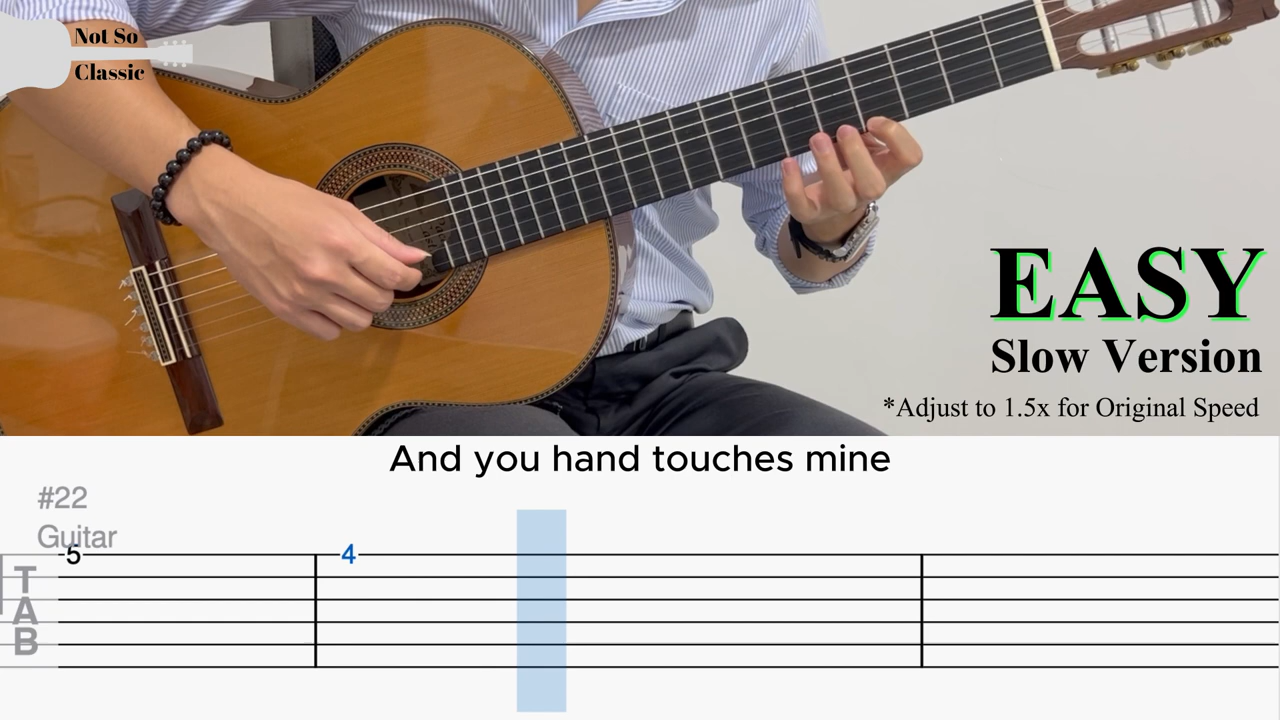 Not So
Classic
EASY
Slow Version
*Adjust to 1.5x for Original Speed
And you hand touches mine
#22
Guitar
5
4
T
A
B